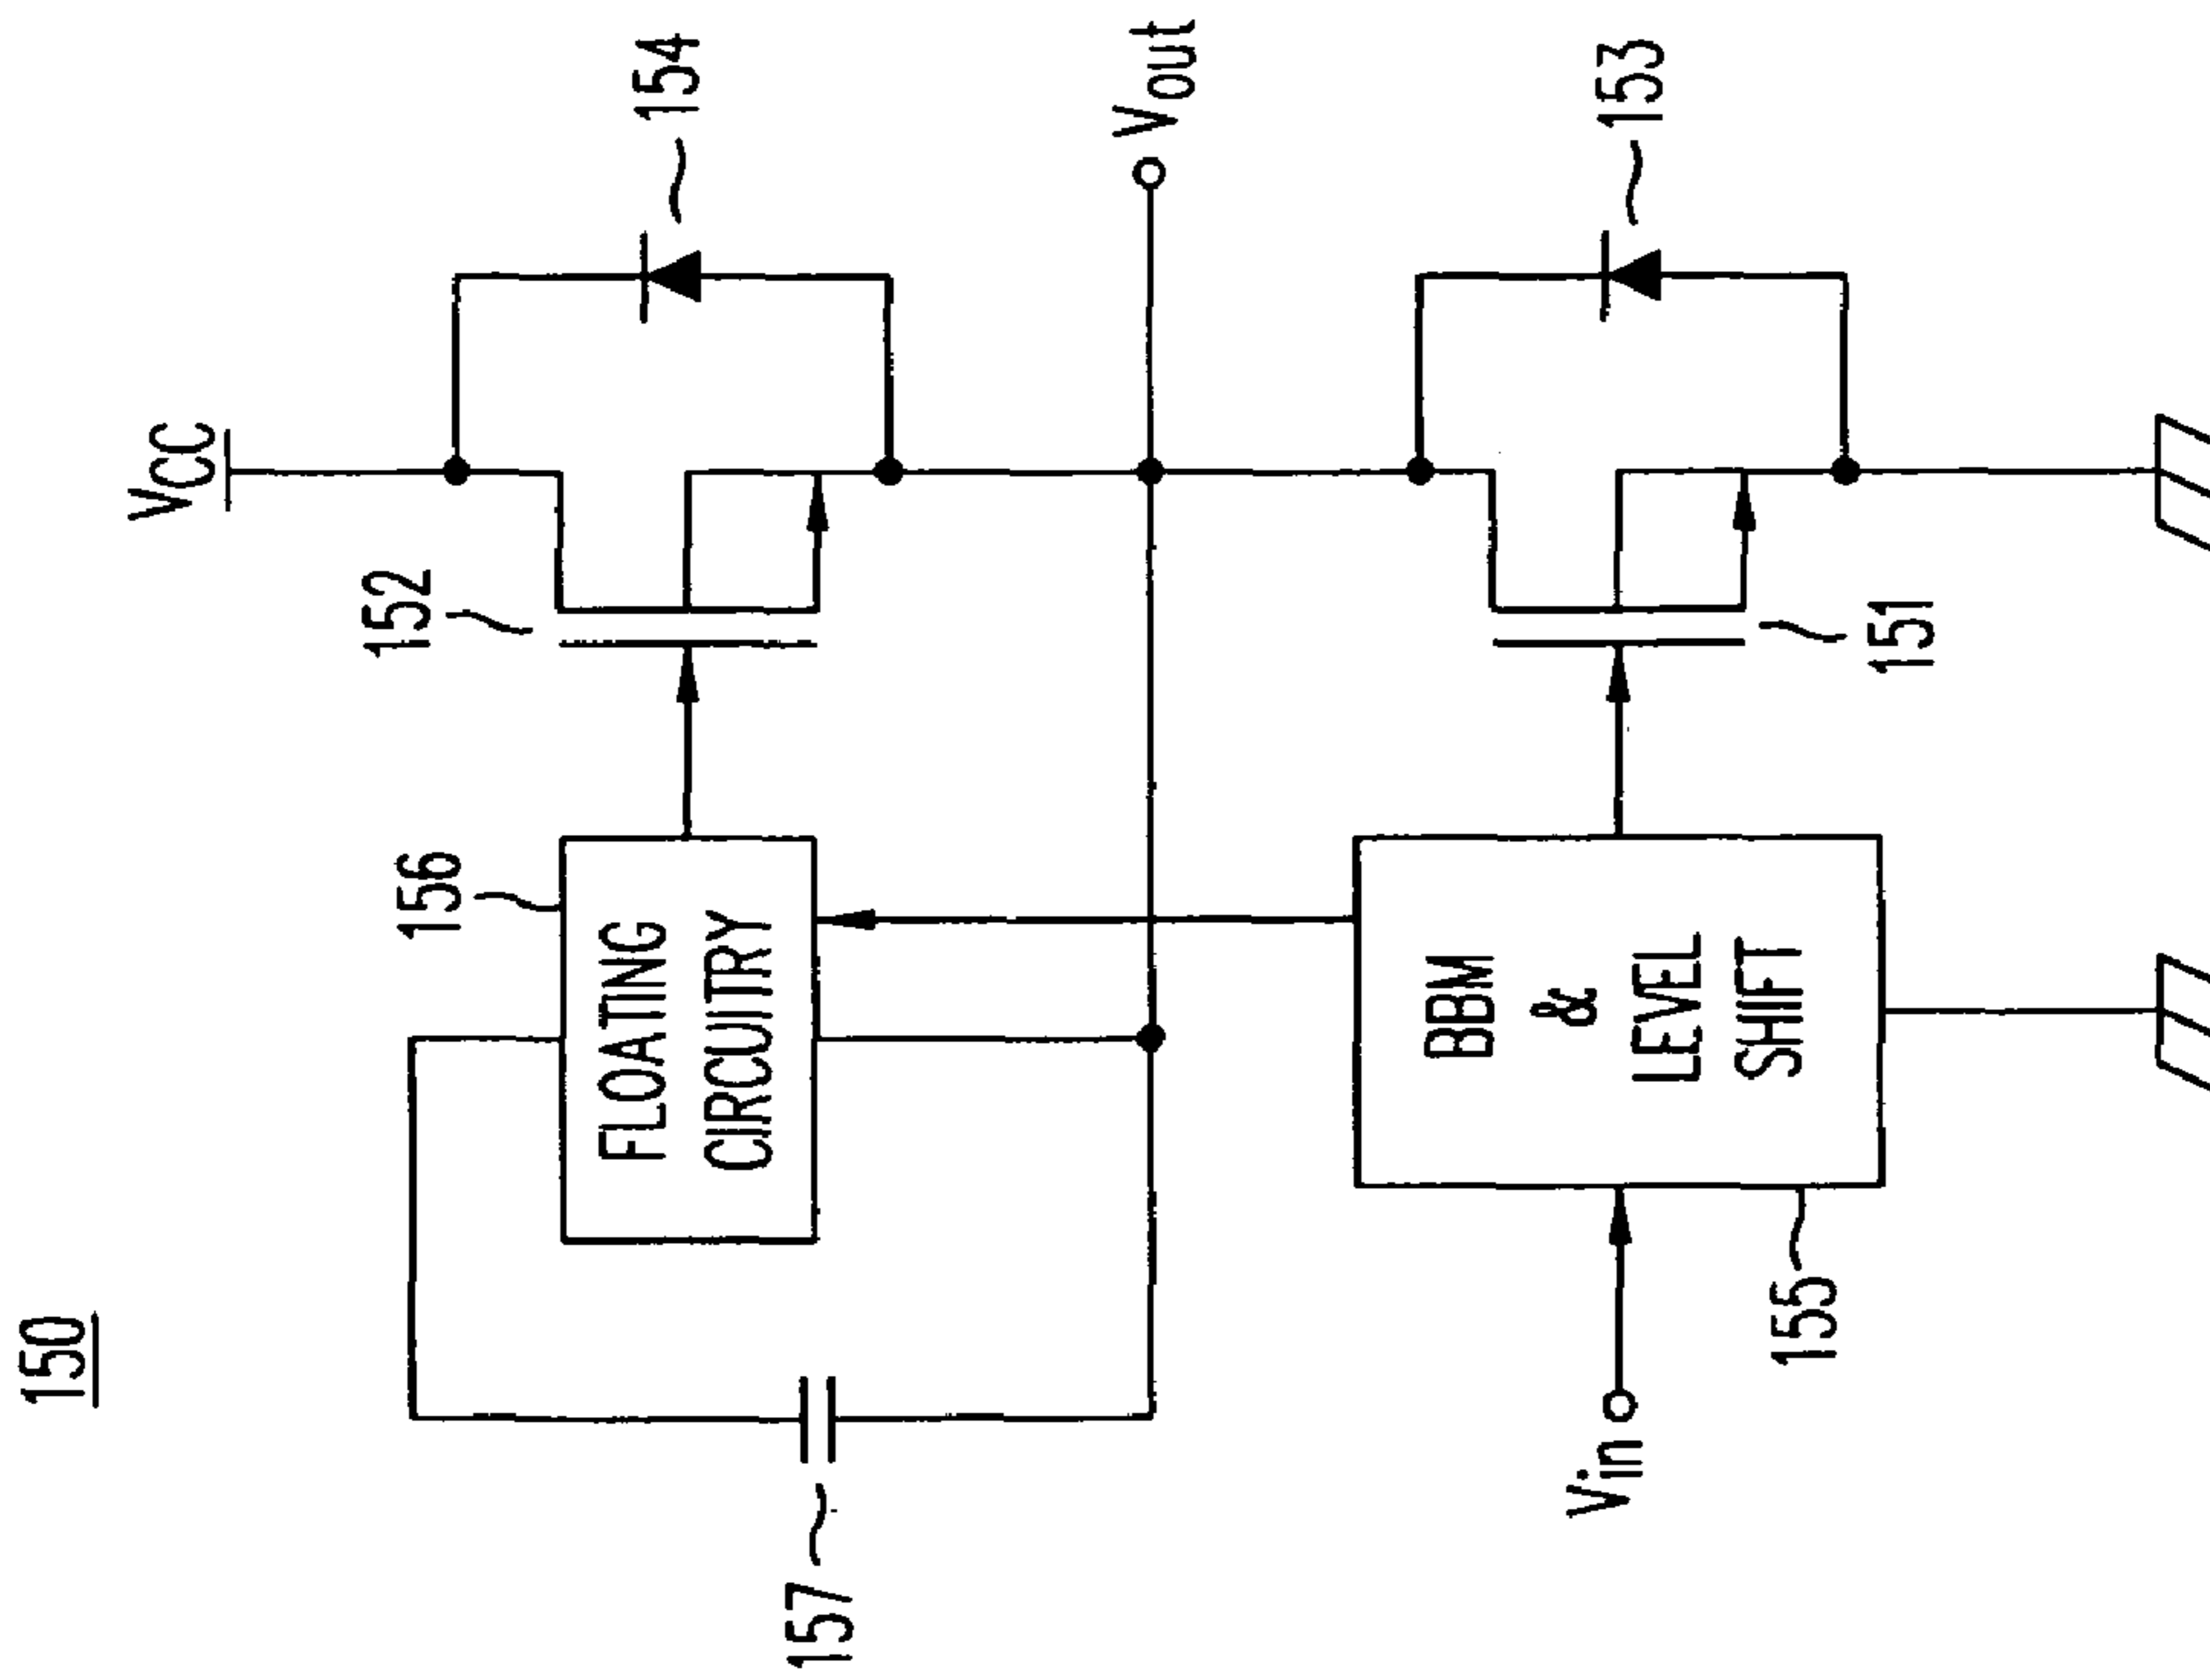 150
VCC
152
154
156
FLOATING
CIRCUITRY
157
Vout
BBM
&
LEVEL
SHIFT
153
151
Vin
155